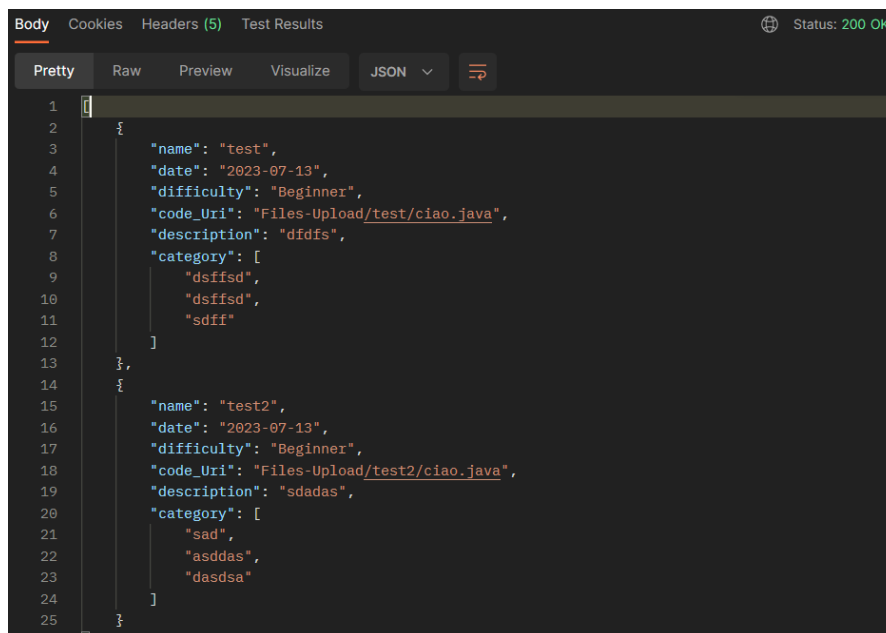 Body Cookies Headers (5) Test Results Status: 200 OK
Pretty Raw Preview Visualize JSON
1 [
2 {
3 "name": "test",
4 "date": "2023-07-13",
5 "difficulty": "Beginner",
6 "code_Uri": "Files-Upload/test/ciao.java",
7 "description": "dfdfs",
8 "category": [
9 "dsffsd",
10 "dsffsd",
11 "sdff"
12 ]
13 },
14 {
15 "name": "test2",
16 "date": "2023-07-13",
17 "difficulty": "Beginner",
18 "code_Uri": "Files-Upload/test2/ciao.java",
19 "description": "sdadas",
20 "category": [
21 "sad",
22 "asddas",
23 "dasdsa"
24 ]
25 }